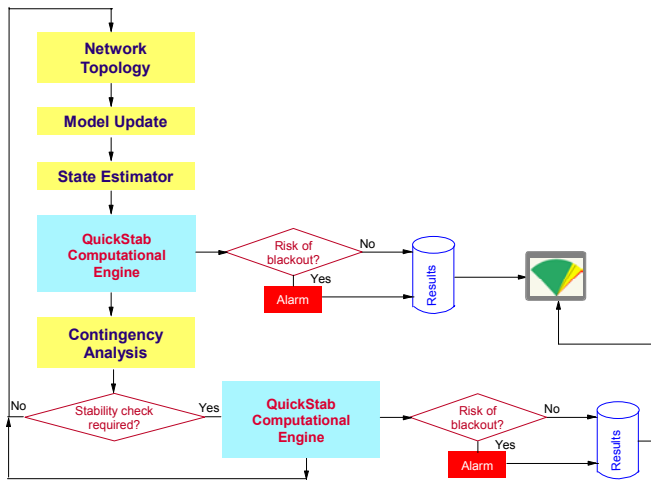 Network
Topology
Model Update
State Estimator
QuickStab
Computational
Engine
Risk of
blackout?
No
Yes
Alarm
Results
Contingency
Analysis
No
Stability check
required?
Yes
QuickStab
Computational
Engine
Risk of
blackout?
No
Yes
Alarm
Results